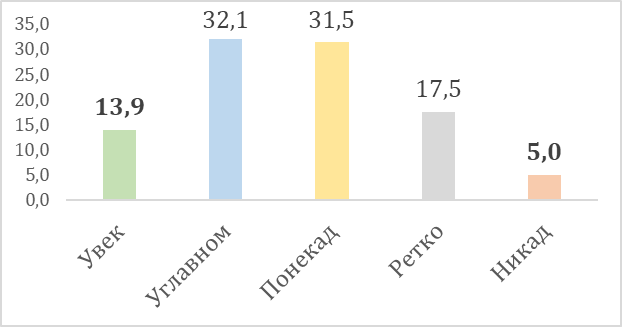 35,0
30,0
25,0
20,0
15,0
10,0
5,0
0,0
13,9
32,1
31,5
17,5
5,0
Увек
Углавном
Понекад
Ретко
Никад